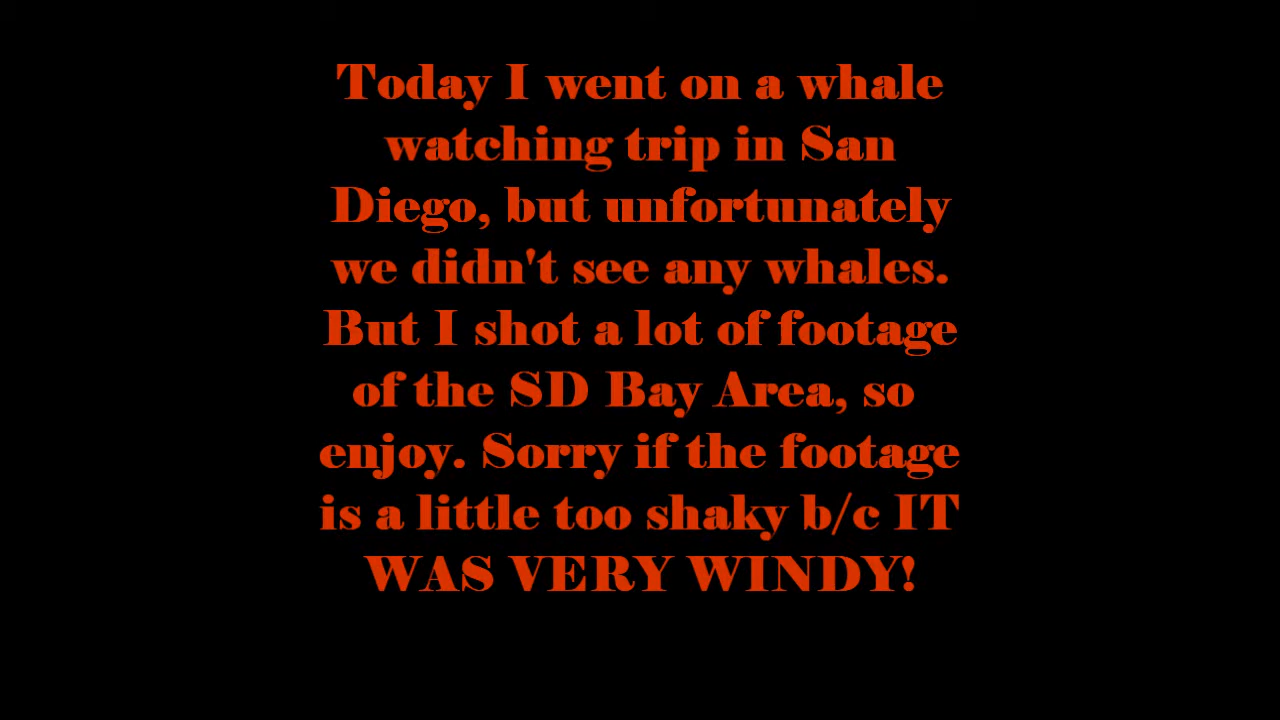 Today I went on a whale
watching trip in San
Diego, but unfortunately
we didn't see any whales.
But I shot a lot of footage
of the SD Bay Area, so
enjoy. Sorry if the footage
is a little too shaky b/c IT
WAS VERY WINDY!